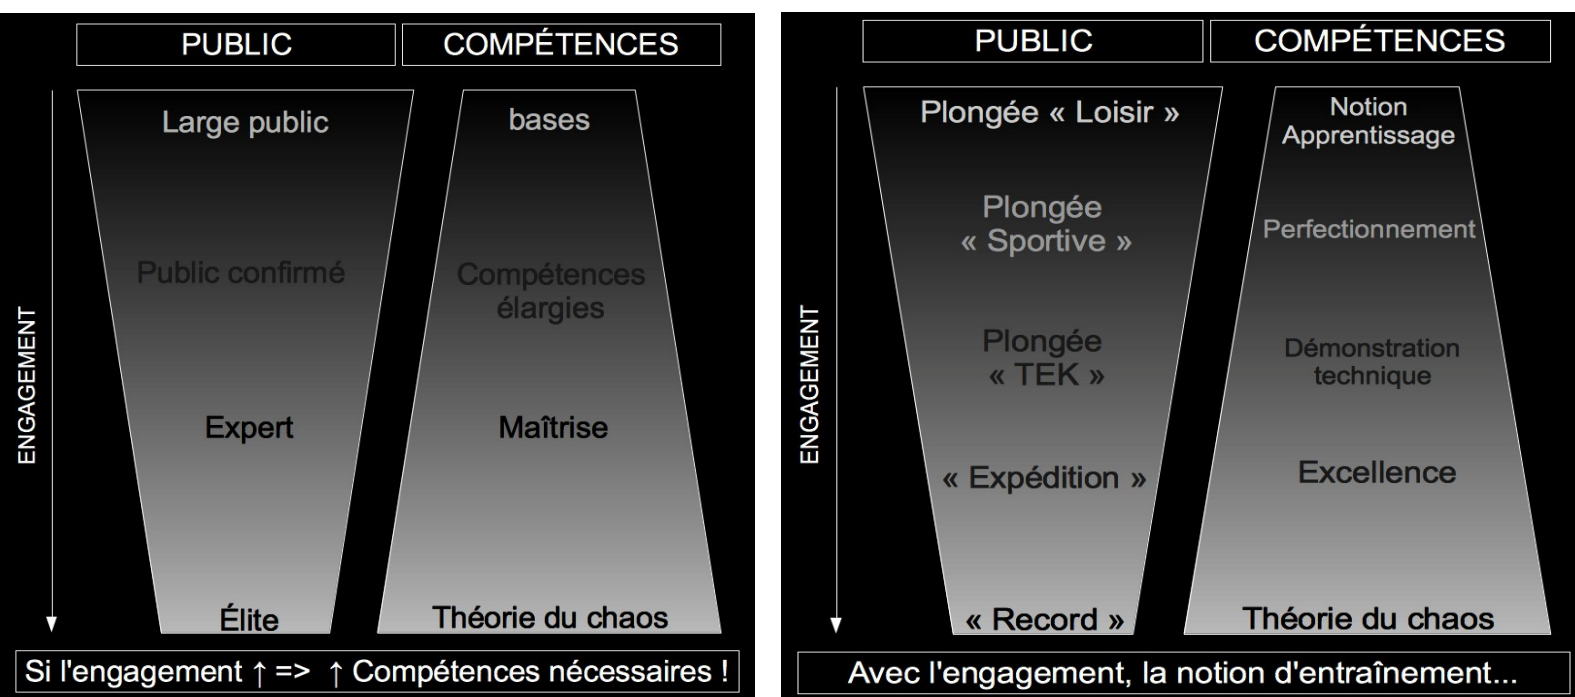 PUBLIC
COMPÉTENCES
Large public
bases
Public confirmé
Compétences
élargies
Expert
Maîtrise
Élite
Théorie du chaos
ENGAGEMENT
Si l'engagement ↑ => ↑ Compétences nécessaires !
PUBLIC
COMPÉTENCES
Plongée « Loisir »
Notion
Apprentissage
Plongée
« Sportive »
Perfectionnement
Plongée
« TEK »
Démonstration
technique
« Expédition »
Excellence
« Record »
Théorie du chaos
ENGAGEMENT
Avec l'engagement, la notion d'entraînement...